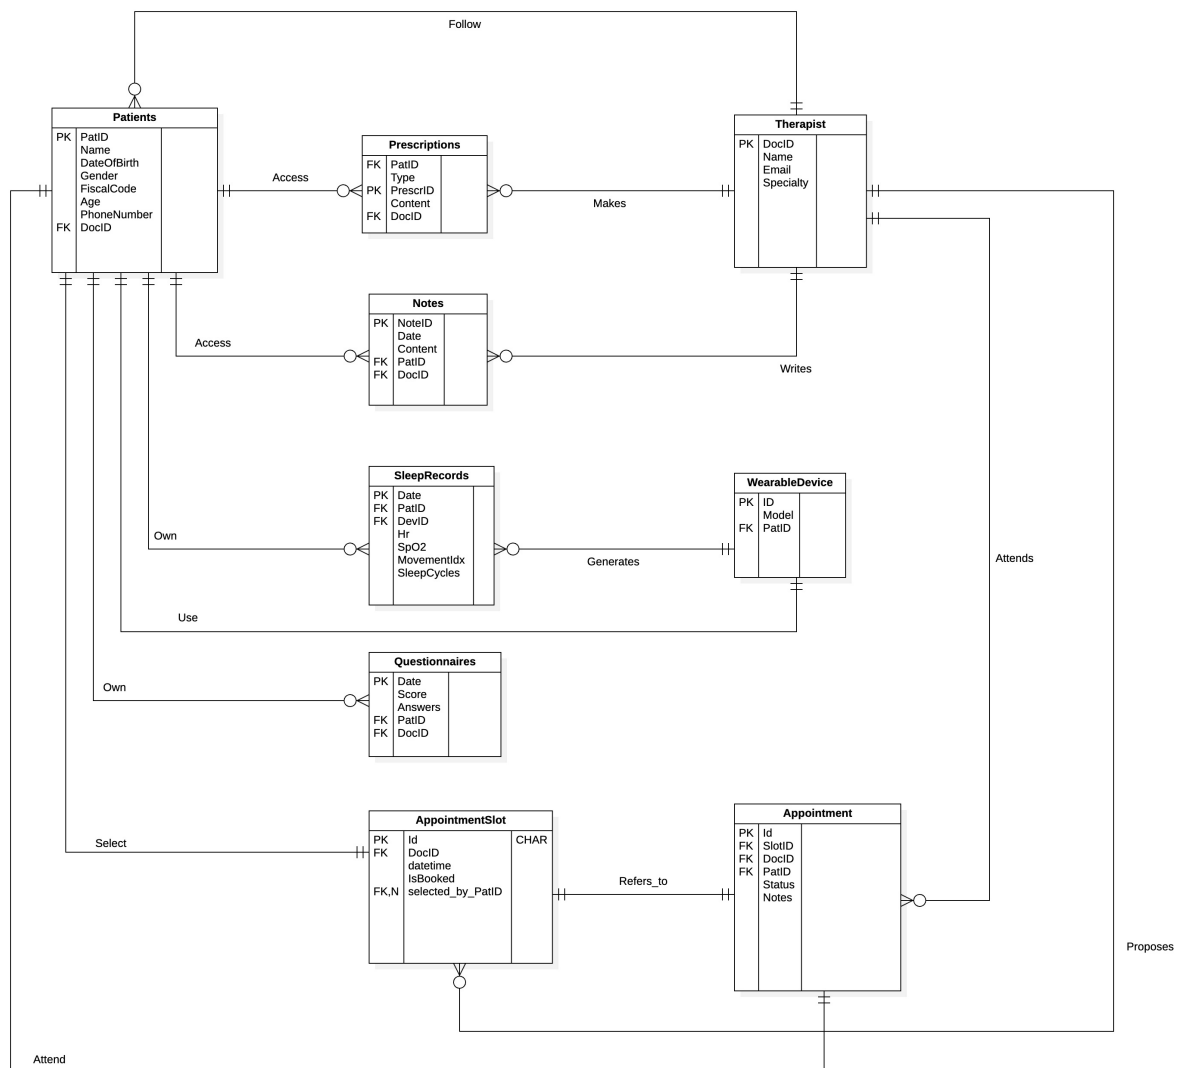 Follow
Patients
PK PatID
Name
DateOfBirth
Gender
FiscalCode
Age
PhoneNumber
FK DocID
Access
Prescriptions
FK PatID
Type
PK PrescrID
Content
FK DocID
Makes
Therapist
PK DocID
Name
Email
Specialty
Access
Notes
PK NoteID
Date
Content
FK PatID
FK DocID
Writes
Own
SleepRecords
PK Date
FK PatID
FK DevID
Hr
SpO2
MovementIdx
SleepCycles
Generates
WearableDevice
PK ID
Model
FK PatID
Attends
Use
Own
Questionnaires
PK Date
Score
Answers
FK PatID
FK DocID
Select
AppointmentSlot
PK Id CHAR
FK DocID
datetime
IsBooked
FK,N selected_by_PatID
Refers_to
Appointment
PK Id
FK SlotID
FK DocID
FK PatID
Status
Notes
Proposes
Attend